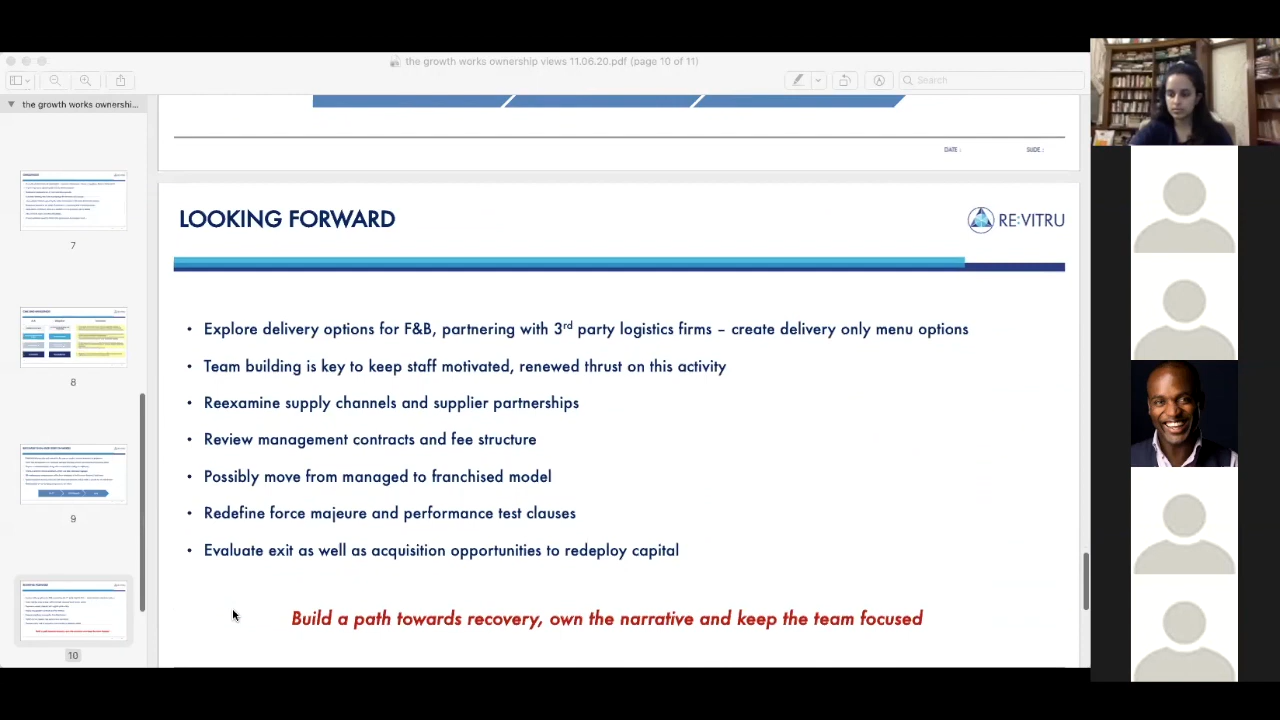 the growth works ownership views 11.06.20.pdf (page 10 of 11)
Search
the growth works ownershi...
7
8
9
10
DATE :
SLIDE :
LOOKING FORWARD
RE:VITRU
• Explore delivery options for F&B, partnering with 3rd party logistics firms – create delivery only menu options
• Team building is key to keep staff motivated, renewed thrust on this activity
• Reexamine supply channels and supplier partnerships
• Review management contracts and fee structure
• Possibly move from managed to franchised model
• Redefine force majeure and performance test clauses
• Evaluate exit as well as acquisition opportunities to redeploy capital
Build a path towards recovery, own the narrative and keep the team focused